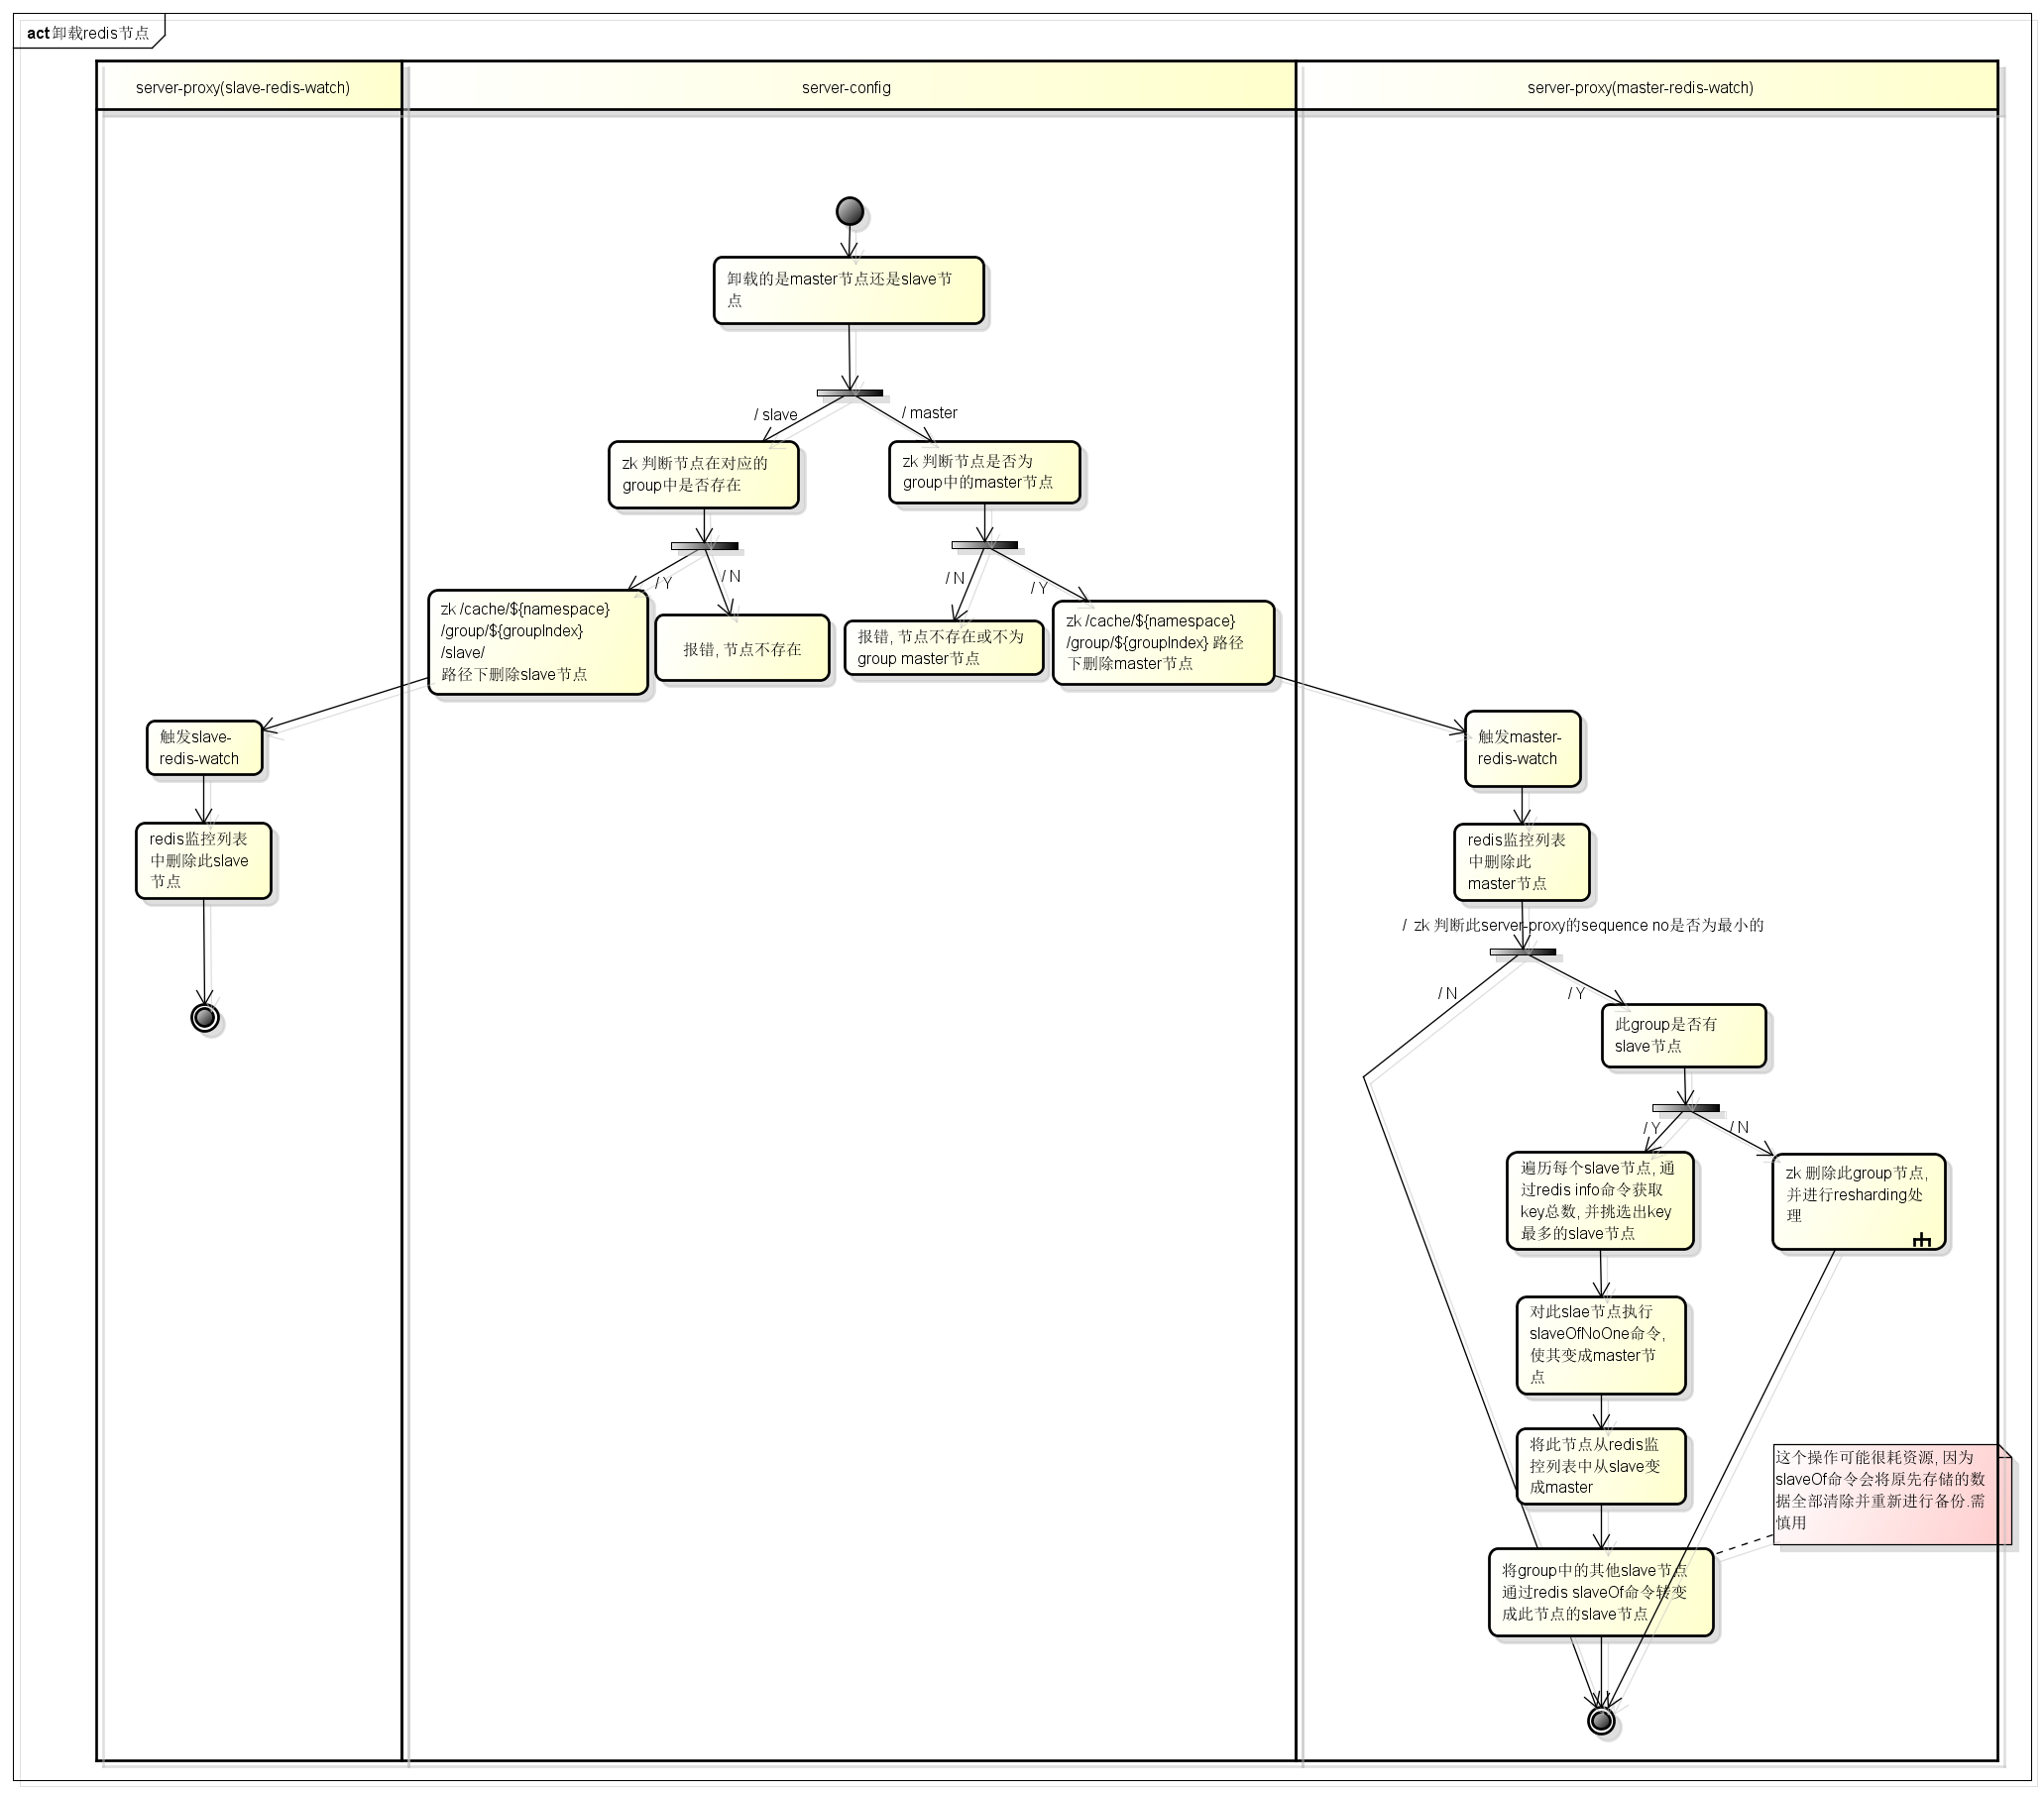 act 卸载redis节点
server-proxy(slave-redis-watch)
server-config
server-proxy(master-redis-watch)
卸载的是master节点还是slave节
点
/ slave
/ master
zk 判断节点在对应的
group中是否存在
zk 判断节点是否为
group中的master节点
/ Y
/ N
/ N
/ Y
zk /cache/${namespace}
/group/${groupIndex}
/slave/
路径下删除slave节点
报错, 节点不存在
报错, 节点不存在或不为
group master节点
zk /cache/${namespace}
/group/${groupIndex} 路径
下删除master节点
触发slave-
redis-watch
redis监控列表
中删除此slave
节点
触发master-
redis-watch
redis监控列表
中删除此
master节点
/ zk 判断此server-proxy的sequence no是否为最小的
/ N
/ Y
此group是否有
slave节点
/ Y
/ N
遍历每个slave节点, 通
过redis info命令获取
key总数, 并挑选出key
最多的slave节点
zk 删除此group节点,
并进行resharding处
理
对此slae节点执行
slaveOfNoOne命令,
使其变成master节
点
将此节点从redis监
控列表中从slave变
成master
这个操作可能很耗资源, 因为
slaveOf命令会将原先存储的数
据全部清除并重新进行备份.需
慎用
将group中的其他slave节点
通过redis slaveOf命令转变
成此节点的slave节点